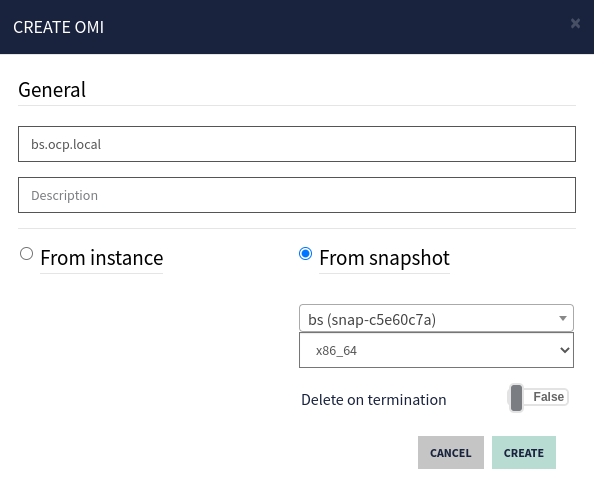 CREATE OMI
×
General
bs.ocp.local
Description
From instance
From snapshot
bs (snap-c5e60c7a)
x86_64
Delete on termination
False
CANCEL
CREATE